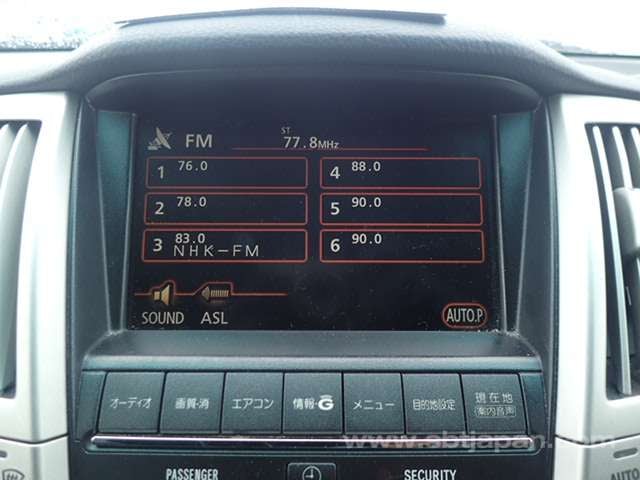 FM ST 77.8MHz
1 76.0 4 88.0
2 78.0 5 90.0
3 83.0 NHK-FM 6 90.0
SOUND ASL AUTO.P
オーディオ 画質・消 エアコン 情報・G メニュー 目的地設定 現在地
(案内音声)
www.sbtjapan.com
PASSENGER SECURITY
AUTO